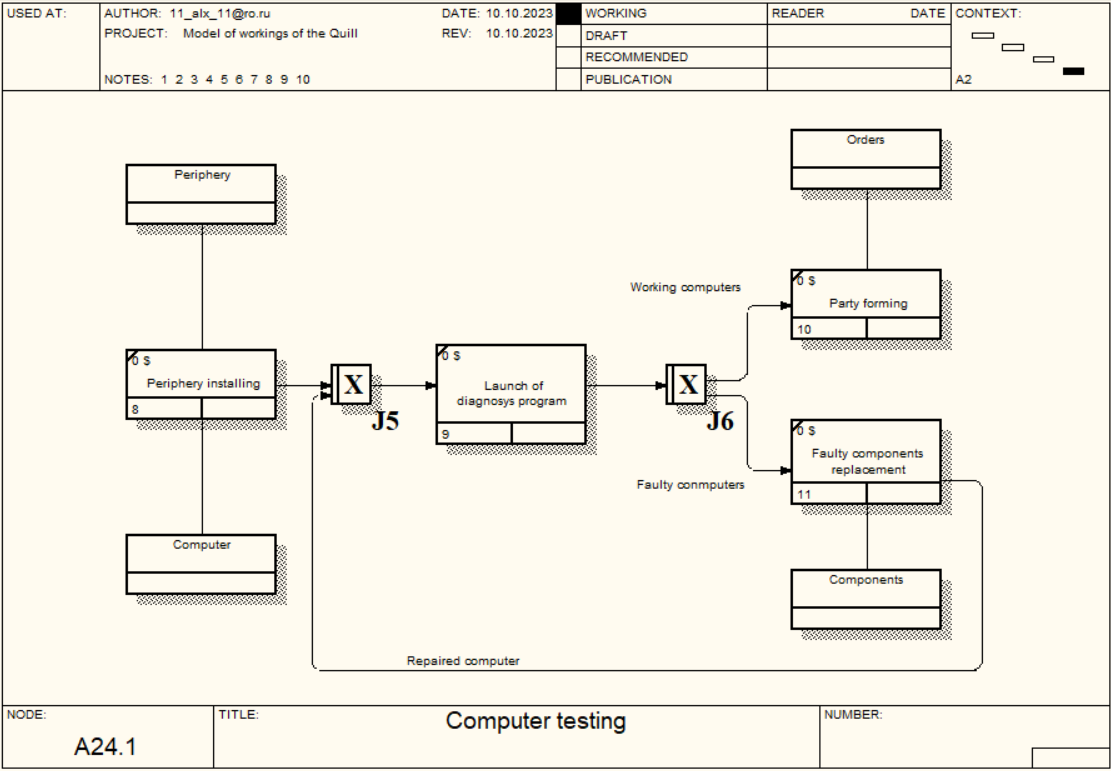 USED AT:
AUTHOR: 11_alx_11@ro.ru
DATE: 10.10.2023
WORKING
READER
DATE
CONTEXT:
PROJECT: Model of workings of the Quill
REV: 10.10.2023
DRAFT
RECOMMENDED
NOTES: 1 2 3 4 5 6 7 8 9 10
PUBLICATION
A2
Orders
Periphery
Working computers
0 $
Party forming
10
0 $
Periphery installing
8
X
J5
0 $
Launch of
diagnosys program
9
X
J6
0 $
Faulty components
replacement
11
Faulty conmputers
Computer
Components
Repaired computer
NODE:
A24.1
TITLE:
Computer testing
NUMBER: